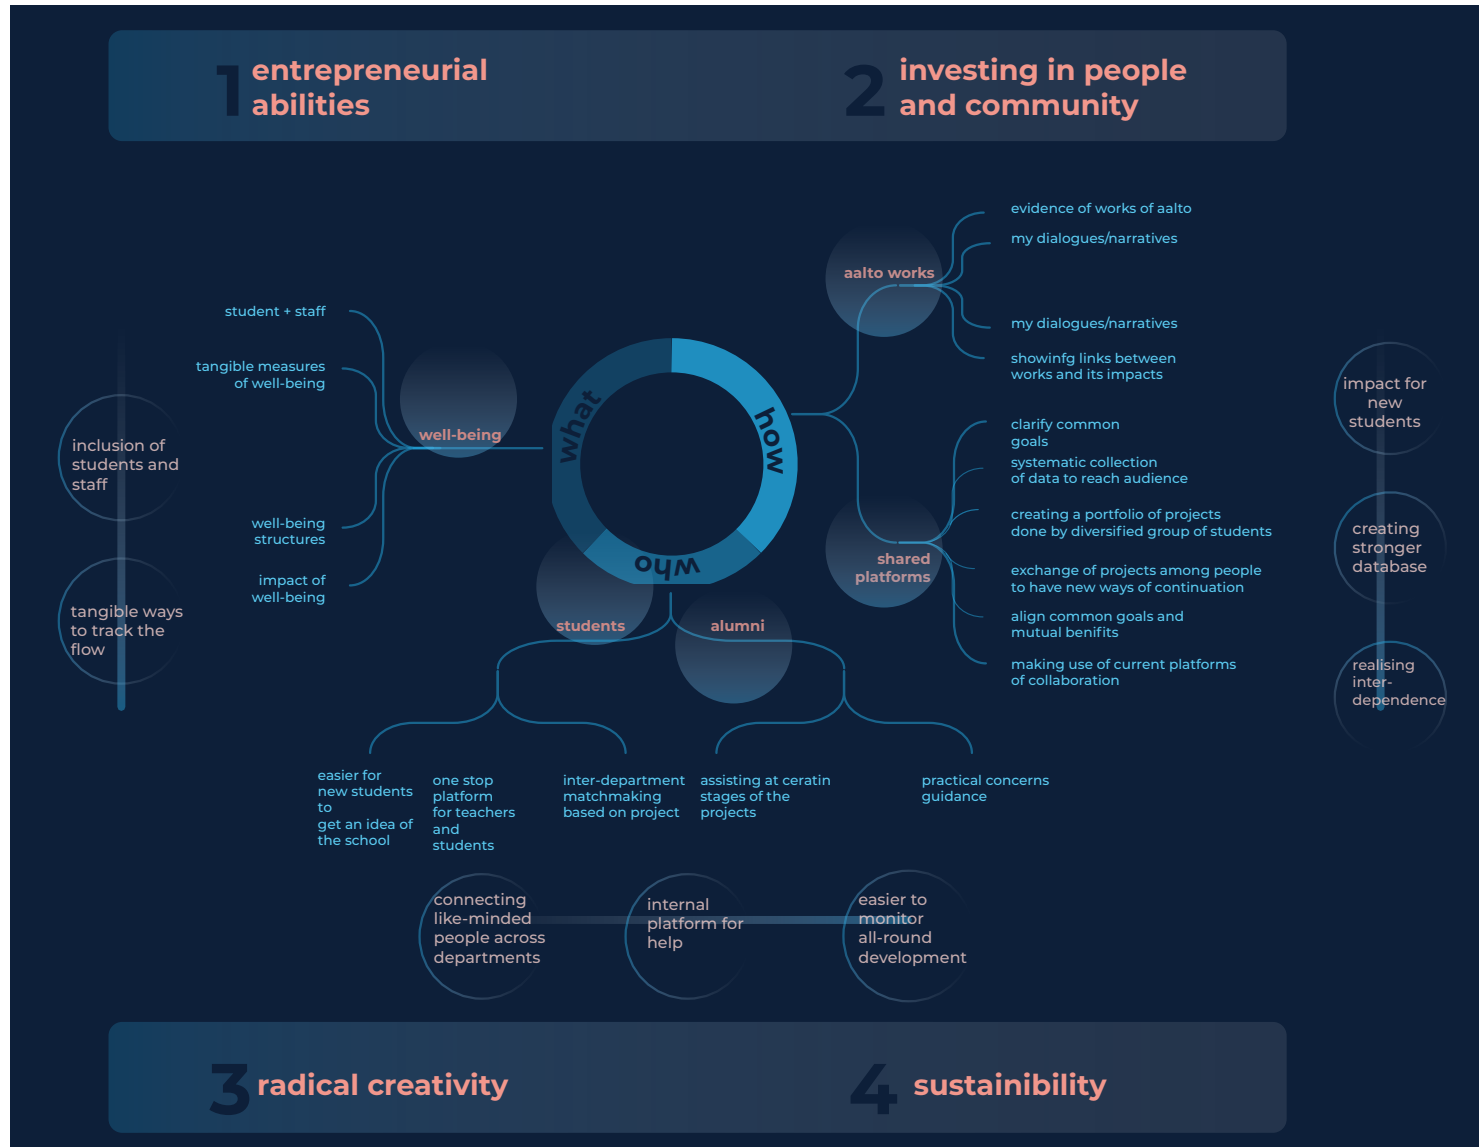 1
entrepreneurial
abilities
2
investing in people
and community
evidence of works of aalto
my dialogues/narratives
aalto works
my dialogues/narratives
showinfg links between
works and its impacts
student + staff
tangible measures
of well-being
well-being
well-being
structures
impact of
well-being
inclusion of
students and
staff
tangible ways
to track the
flow
what
how
who
clarify common
goals
systematic collection
of data to reach audience
creating a portfolio of projects
done by diversified group of students
shared
platforms
exchange of projects among people
to have new ways of continuation
align common goals and
mutual benifits
making use of current platforms
of collaboration
impact for
new
students
creating
stronger
database
realising
inter-
dependence
students
alumni
easier for
new students
to
get an idea of
the school
one stop
platform
for teachers
and
students
inter-department
matchmaking
based on project
assisting at ceratin
stages of the
projects
practical concerns
guidance
connecting
like-minded
people across
departments
internal
platform for
help
easier to
monitor
all-round
development
3
radical creativity
4
sustainibility